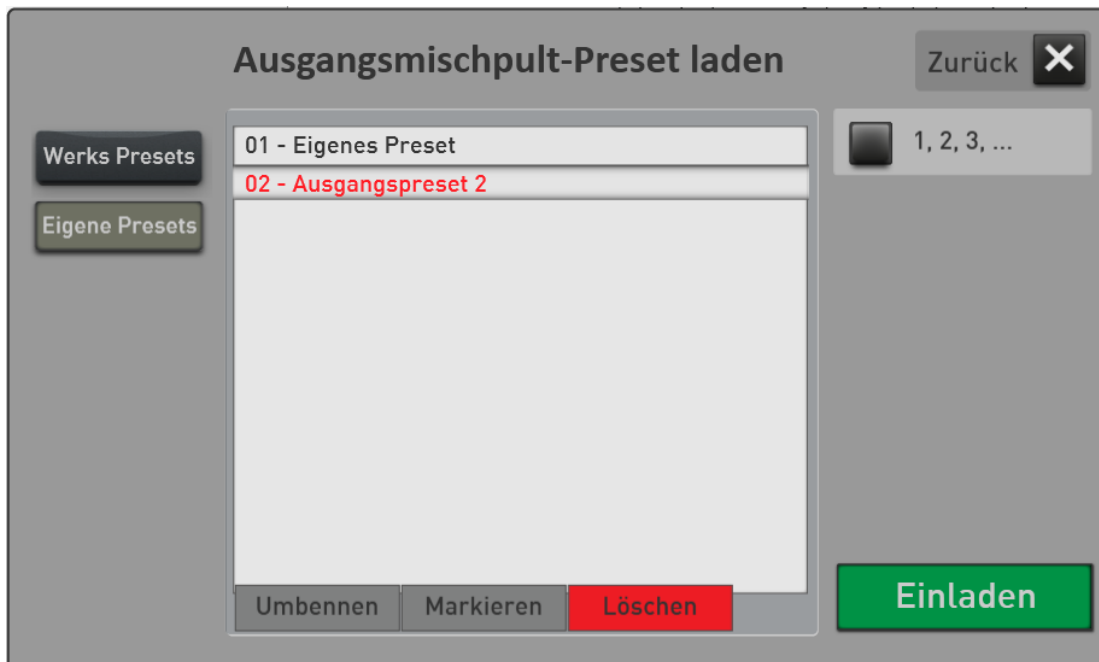 Ausgangsmischpult-Preset laden
Zurück
Werks Presets
Eigene Presets
01 - Eigenes Preset
02 - Ausgangspreset 2
1, 2, 3, ...
Umbennen
Markieren
Löschen
Einladen